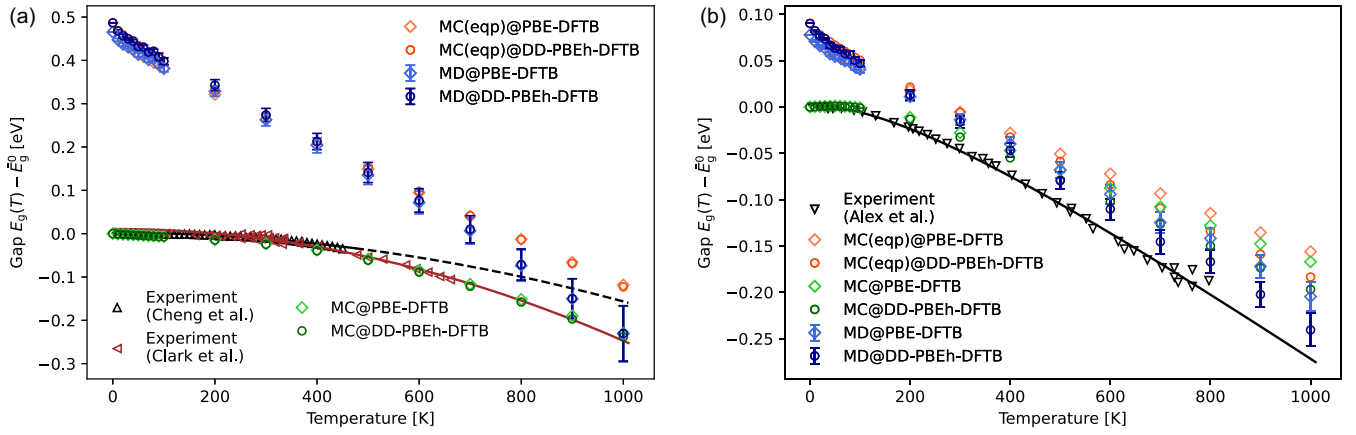 (a)
0.5
0.4
0.3
0.2
0.1
0.0
−0.1
−0.2
−0.3
Gap E_g(T) − Ē_g^0 [eV]
MC(eqp)@PBE-DFTB
MC(eqp)@DD-PBEh-DFTB
MD@PBE-DFTB
MD@DD-PBEh-DFTB
Experiment
(Cheng et al.)
Experiment
(Clark et al.)
MC@PBE-DFTB
MC@DD-PBEh-DFTB
0 200 400 600 800 1000
Temperature [K]
(b)
0.10
0.05
0.00
−0.05
−0.10
−0.15
−0.20
−0.25
Gap E_g(T) − Ē_g^0 [eV]
Experiment
(Alex et al.)
MC(eqp)@PBE-DFTB
MC(eqp)@DD-PBEh-DFTB
MC@PBE-DFTB
MC@DD-PBEh-DFTB
MD@PBE-DFTB
MD@DD-PBEh-DFTB
0 200 400 600 800 1000
Temperature [K]